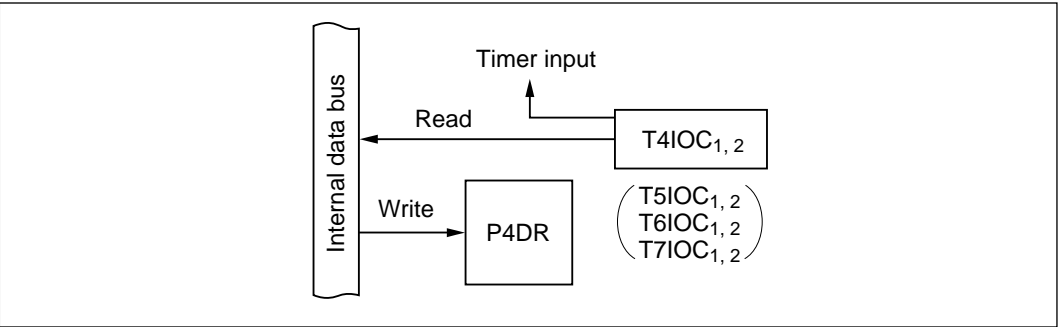 Internal data bus
Timer input
Read
T4IOC1, 2
Write
P4DR
T5IOC1, 2
T6IOC1, 2
T7IOC1, 2